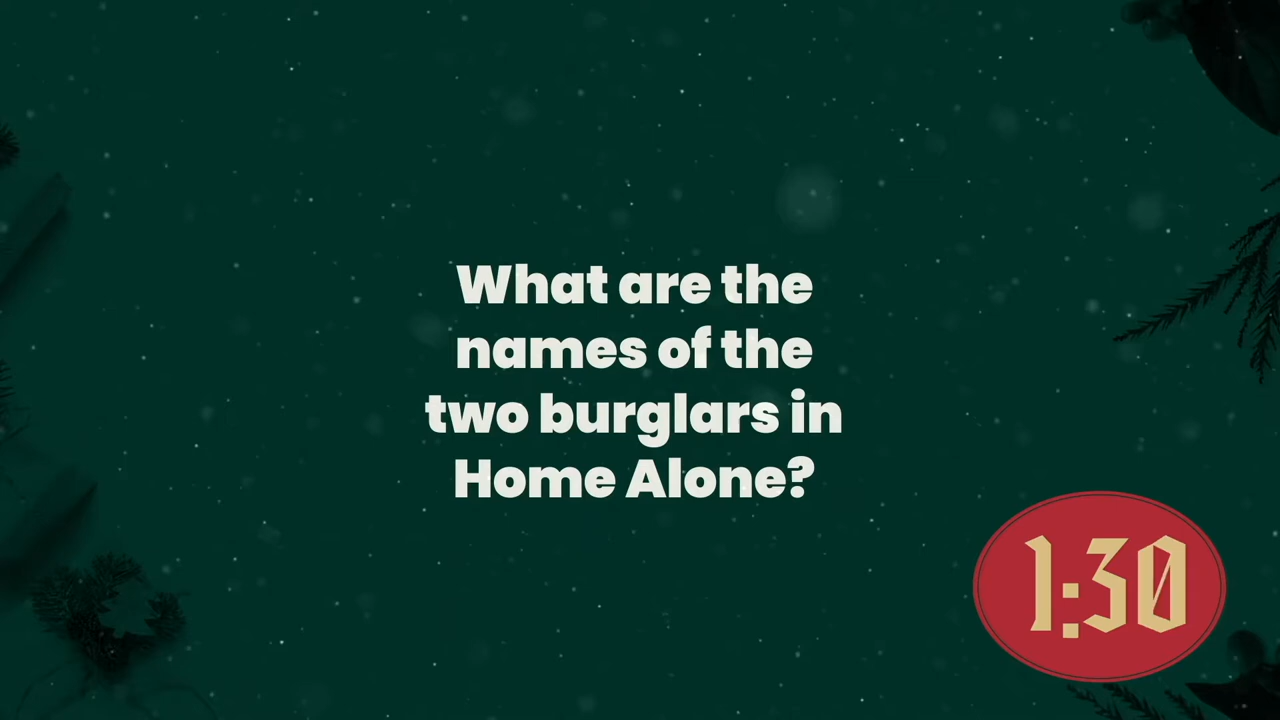 What are the
names of the
two burglars in
Home Alone?
1:30